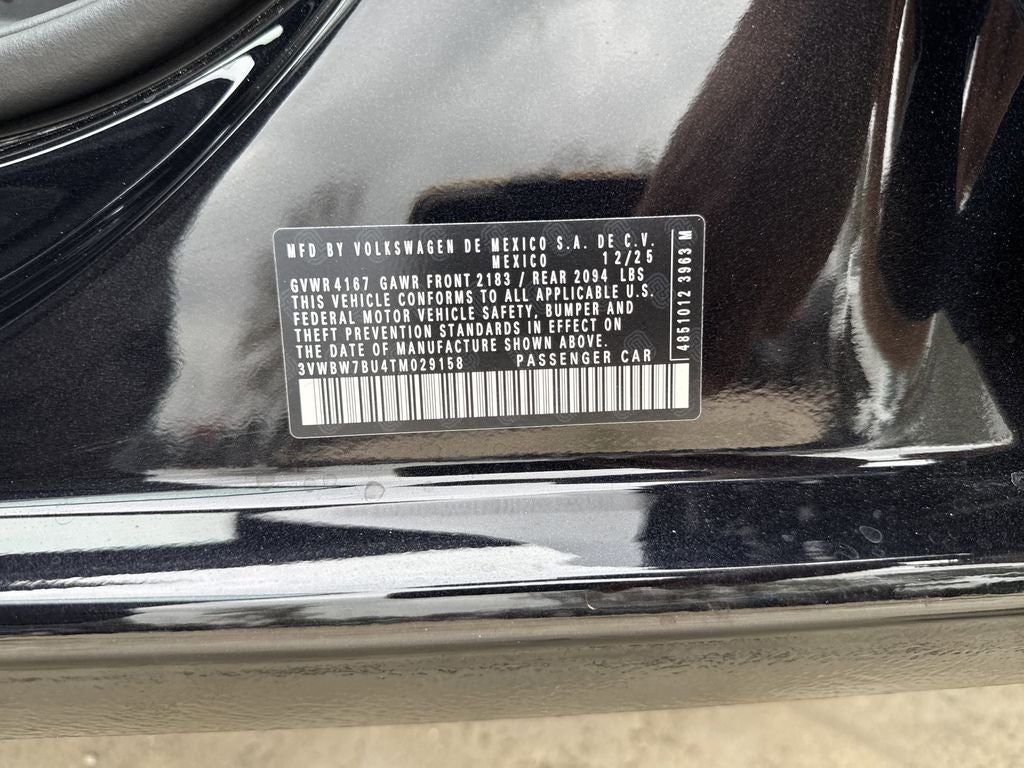 MFD BY VOLKSWAGEN DE MEXICO S.A. DE C.V.
MEXICO 12/25
GVWR 4167 GAWR FRONT 2183 / REAR 2094 LBS
THIS VEHICLE CONFORMS TO ALL APPLICABLE U.S.
FEDERAL MOTOR VEHICLE SAFETY, BUMPER AND
THEFT PREVENTION STANDARDS IN EFFECT ON
THE DATE OF MANUFACTURE SHOWN ABOVE.
3VWBW7BU4TM029158 PASSENGER CAR
4851012 3963 M